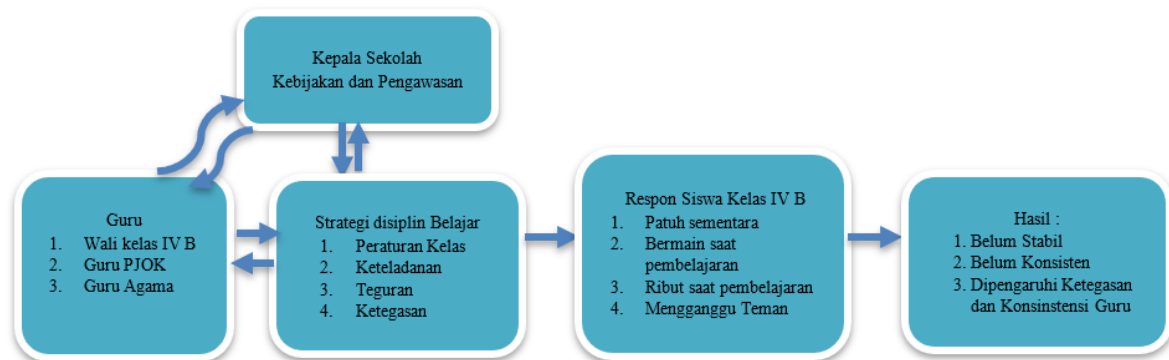 Kepala Sekolah
Kebijakan dan Pengawasan
Guru
1. Wali kelas IV B
2. Guru PJOK
3. Guru Agama
Strategi disiplin Belajar
1. Peraturan Kelas
2. Keteladanan
3. Teguran
4. Ketegasan
Respon Siswa Kelas IV B
1. Patuh sementara
2. Bermain saat
pembelajaran
3. Ribut saat pembelajaran
4. Mengganggu Teman
Hasil :
1. Belum Stabil
2. Belum Konsisten
3. Dipengaruhi Ketegasan
dan Konsinstensi Guru